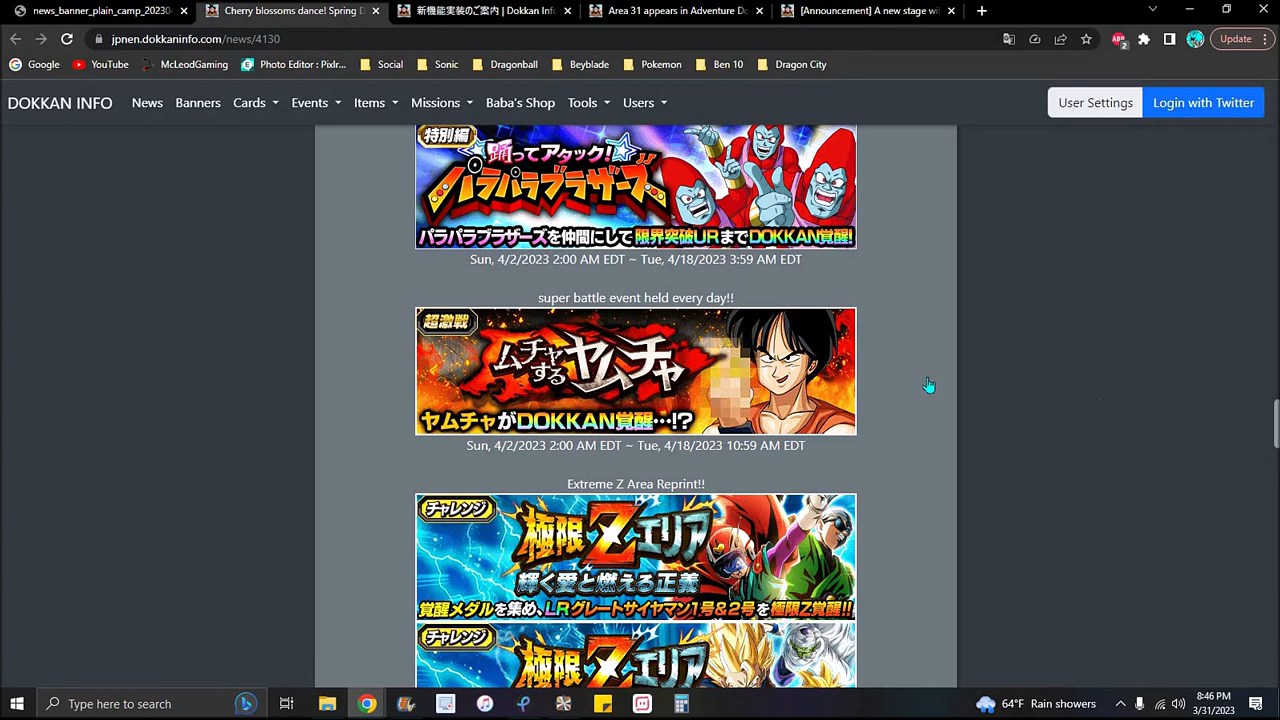 news_banner_plain_camp_20230
Cherry blossoms dance! Spring D
新機能実装のご案内 | Dokkan Info
Area 31 appears in Adventure Do
[Announcement] A new stage wil
jpnen.dokkaninfo.com/news/4130
ABP
2
Update
Google
YouTube
McLeodGaming
Photo Editor : Pixlr...
Social
Sonic
Dragonball
Beyblade
Pokemon
Ben 10
Dragon City
DOKKAN INFO
News
Banners
Cards
Events
Items
Missions
Baba's Shop
Tools
Users
User Settings
Login with Twitter
特別編
踊ってアタック!
パラパラブラザーズ
パラパラブラザーズを仲間にして限界突破URまでDOKKAN覚醒!
Sun, 4/2/2023 2:00 AM EDT ~ Tue, 4/18/2023 3:59 AM EDT
super battle event held every day!!
超激戦
ムチャするヤムチャ
ヤムチャがDOKKAN覚醒…!?
Sun, 4/2/2023 2:00 AM EDT ~ Tue, 4/18/2023 10:59 AM EDT
Extreme Z Area Reprint!!
チャレンジ
極限Zエリア
輝く愛と燃える正義
覚醒メダルを集め、LRグレートサイヤマン1号&2号を極限Z覚醒!!
チャレンジ
極限Zエリア
Type here to search
64°F Rain showers
8:46 PM
3/31/2023